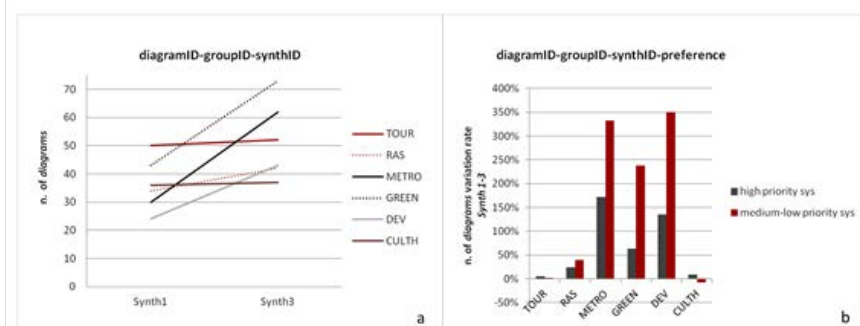 diagramID-groupID-synthID
n. of diagrams
70
60
50
40
30
20
10
0
Synth1
Synth3
TOUR
RAS
METRO
GREEN
DEV
CULTH
a
diagramID-groupID-synthID-preference
n. of diagrams variation rate
Synth 1-3
400%
350%
300%
250%
200%
150%
100%
50%
0%
-50%
TOUR
RAS
METRO
GREEN
DEV
CULTH
high priority sys
medium-low priority sys
b